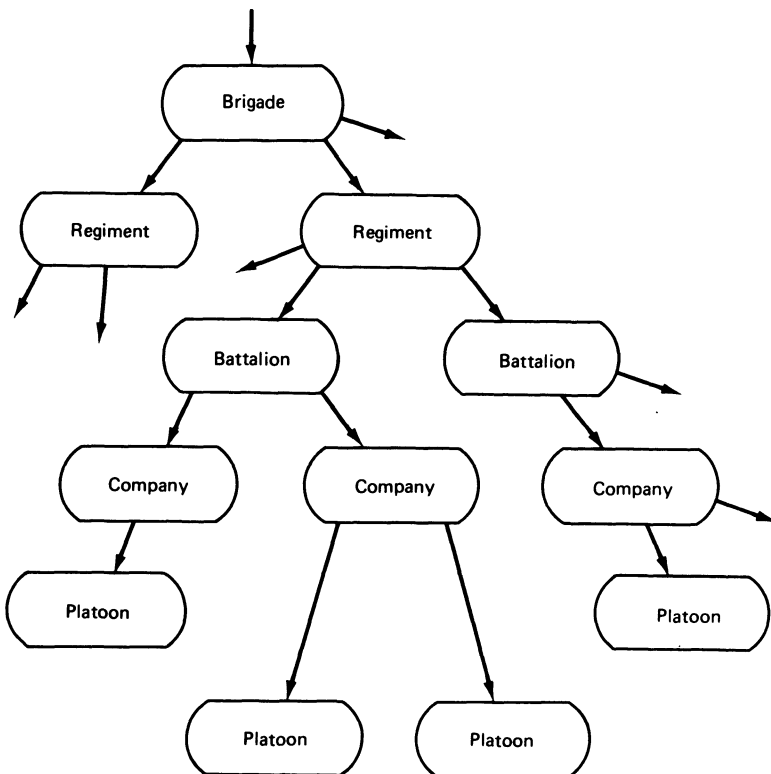 Brigade
Regiment
Regiment
Battalion
Battalion
Company
Company
Company
Platoon
Platoon
Platoon
Platoon